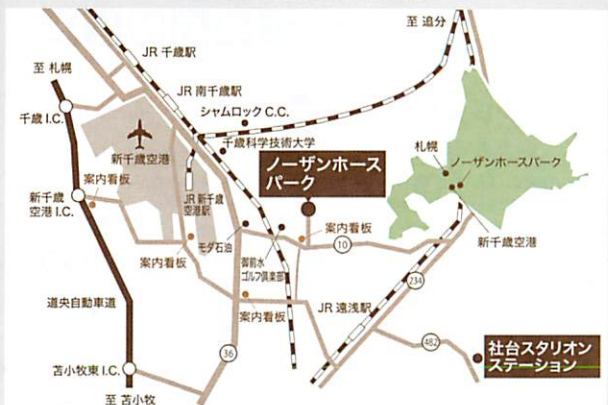 至 追分
JR 千歳駅
至 札幌
JR 南千歳駅
シャムロック C.C.
千歳 I.C.
千歳科学技術大学
新千歳空港
札幌
ノーザンホースパーク
ノーザンホース
パーク
案内看板
新千歳
空港 I.C.
JR 新千歳
空港駅
案内看板
新千歳空港
モダ石油
10
案内看板
御前水
ゴルフ倶楽部
234
道央自動車道
案内看板
JR 遠浅駅
482
36
社台スタリオン
ステーション
苫小牧東 I.C.
至 苫小牧